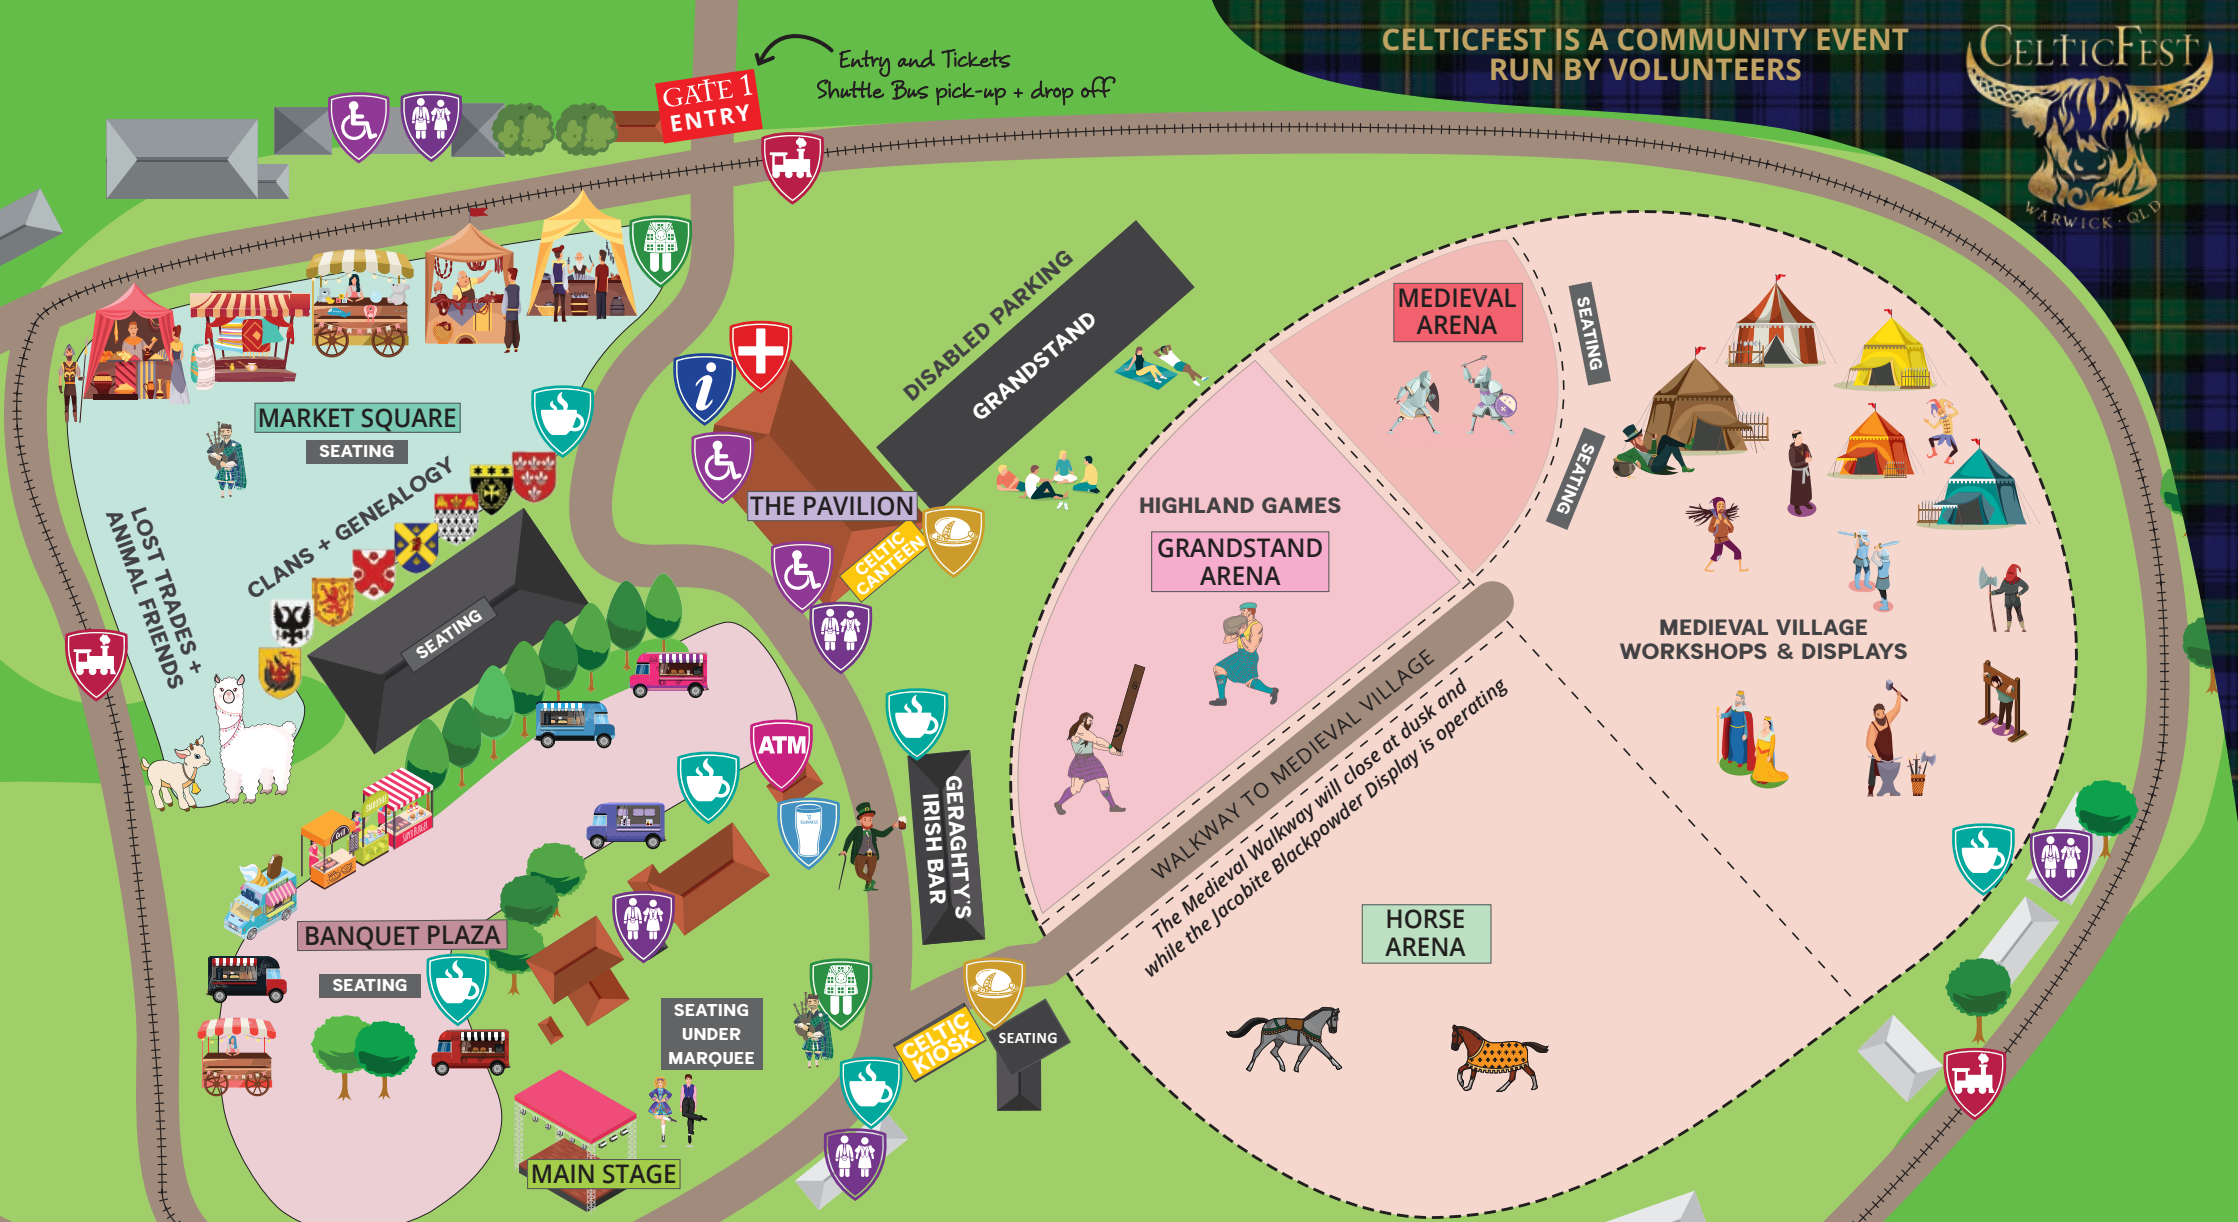 CELTICFEST IS A COMMUNITY EVENT
RUN BY VOLUNTEERS
CELTICFEST
WARWICK · QLD
Entry and Tickets
Shuttle Bus pick-up + drop off
GATE 1
ENTRY
DISABLED PARKING
GRANDSTAND
MEDIEVAL
ARENA
SEATING
SEATING
MARKET SQUARE
SEATING
CLANS + GENEALOGY
LOST TRADES +
ANIMAL FRIENDS
SEATING
i
THE PAVILION
CELTIC
CANTEEN
HIGHLAND GAMES
GRANDSTAND
ARENA
MEDIEVAL VILLAGE
WORKSHOPS & DISPLAYS
WALKWAY TO MEDIEVAL VILLAGE
The Medieval Walkway will close at dusk and
while the Jacobite Blackpowder Display is operating
ATM
GUINNESS
GERAGHTY'S
IRISH BAR
BANQUET PLAZA
SEATING
SEATING
UNDER
MARQUEE
CELTIC
KIOSK
SEATING
HORSE
ARENA
MAIN STAGE